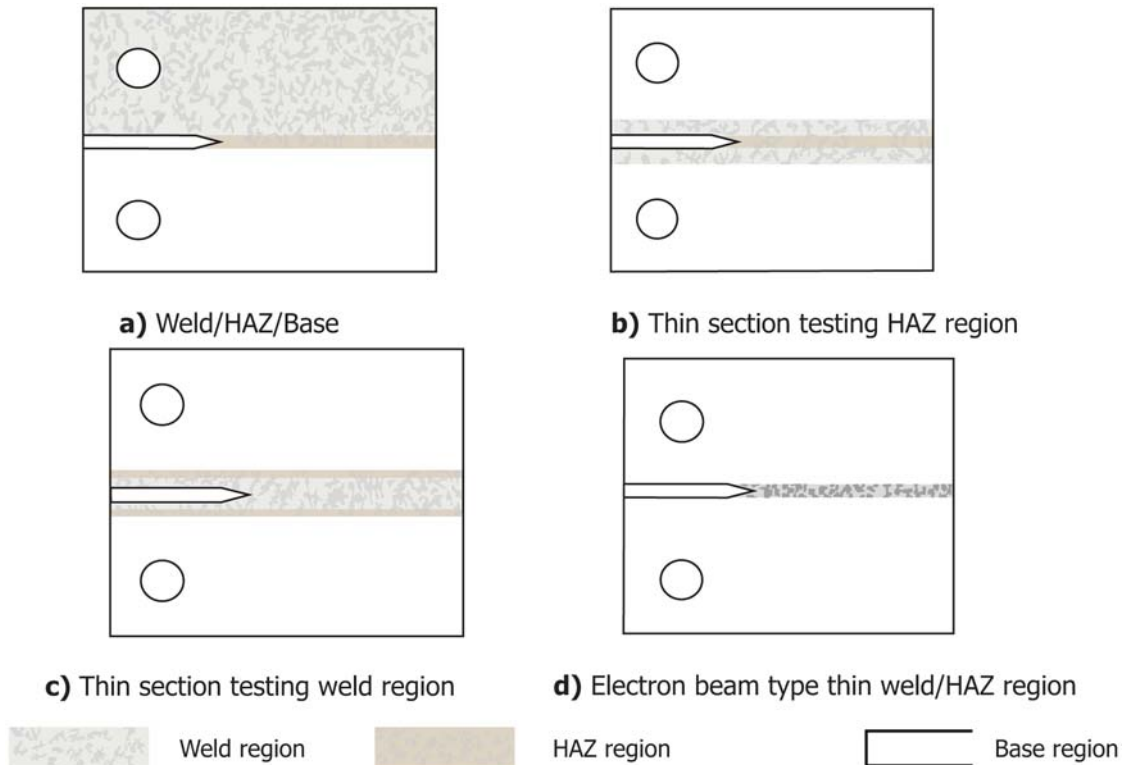 a) Weld/HAZ/Base
b) Thin section testing HAZ region
c) Thin section testing weld region
d) Electron beam type thin weld/HAZ region
Weld region
HAZ region
Base region